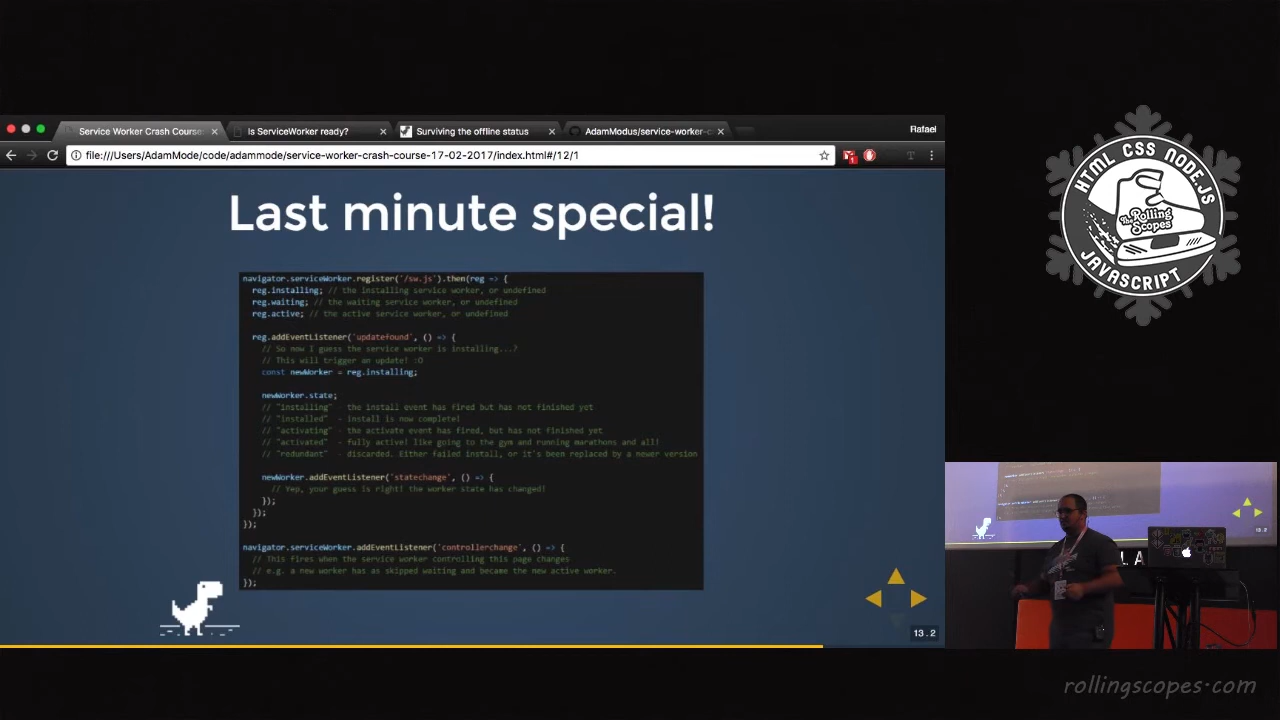 Service Worker Crash Course
Is ServiceWorker ready?
Surviving the offline status
AdamModus/service-worker-c
Rafael
file:///Users/AdamMode/code/adammode/service-worker-crash-course-17-02-2017/index.html#/12/1
1
Last minute special!
navigator.serviceWorker.register('/sw.js').then(reg => {
reg.installing; // the installing service worker, or undefined
reg.waiting; // the waiting service worker, or undefined
reg.active; // the active service worker, or undefined
reg.addEventListener('updatefound', () => {
// So now I guess the service worker is installing...?
// This will trigger an update! :O
const newWorker = reg.installing;
newWorker.state;
// "installing" - the install event has fired but has not finished yet
// "installed" - install is now complete!
// "activating" - the activate event has fired, but has not finished yet
// "activated" - fully active! like going to the gym and running marathons and all!
// "redundant" - discarded. Either failed install, or it's been replaced by a newer version
newWorker.addEventListener('statechange', () => {
// Yep, your guess is right! the worker state has changed!
});
});
});
navigator.serviceWorker.addEventListener('controllerchange', () => {
// This fires when the service worker controlling this page changes
// e.g. a new worker has as skipped waiting and became the new active worker.
});
13.2
HTML CSS NODE.JS
The Rolling
Scopes
JAVASCRIPT
13.2
rollingscopes.com